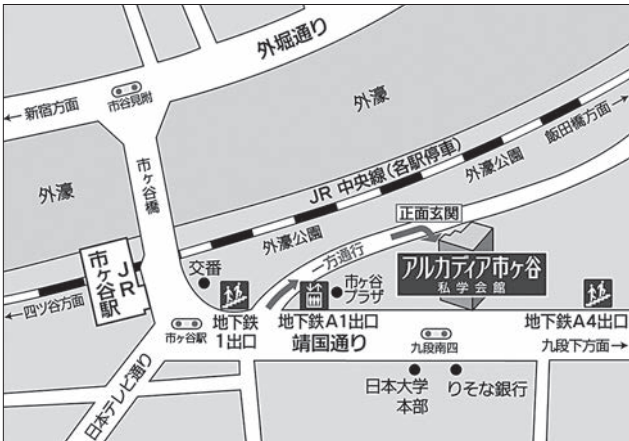 外堀通り
市谷見附
←新宿方面
外濠
飯田橋方面→
市ヶ谷橋
JR 中央線(各駅停車)
外濠公園
外濠
正面玄関
外濠公園
一方通行
アルカディア市ヶ谷
私学会館
JR
市ヶ谷駅
交番
市ヶ谷
プラザ
←四ツ谷方面
地下鉄
1出口
地下鉄A1出口
地下鉄A4出口
市ヶ谷駅
靖国通り
九段南四
九段下方面→
日本テレビ通り
日本大学
本部
りそな銀行